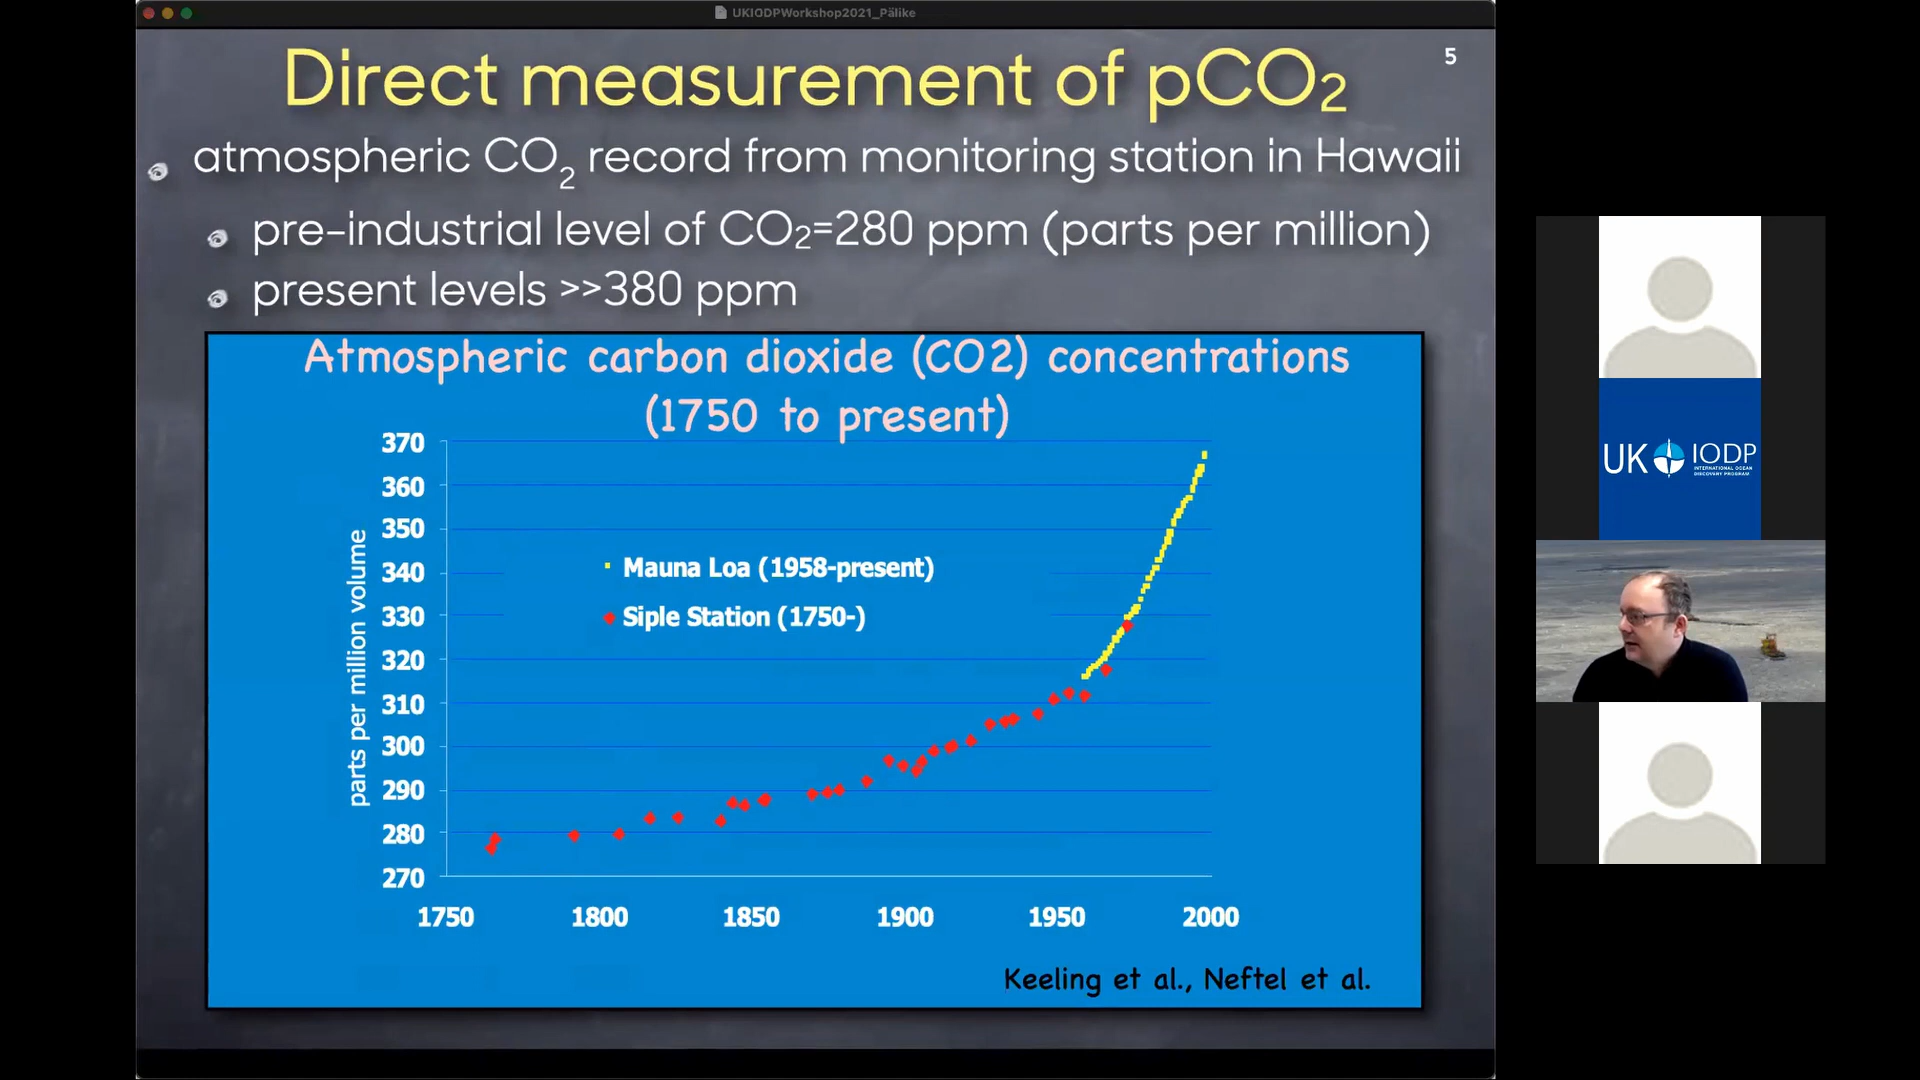 UKIODPWorkshop2021_Pälike
Direct measurement of pCO₂
5
atmospheric CO₂ record from monitoring station in Hawaii
pre-industrial level of CO₂=280 ppm (parts per million)
present levels >>380 ppm
Atmospheric carbon dioxide (CO2) concentrations
(1750 to present)
parts per million volume
370
360
350
340
330
320
310
300
290
280
270
Mauna Loa (1958-present)
Siple Station (1750-)
1750 1800 1850 1900 1950 2000
Keeling et al., Neftel et al.
UK IODP
INTERNATIONAL OCEAN
DISCOVERY PROGRAM